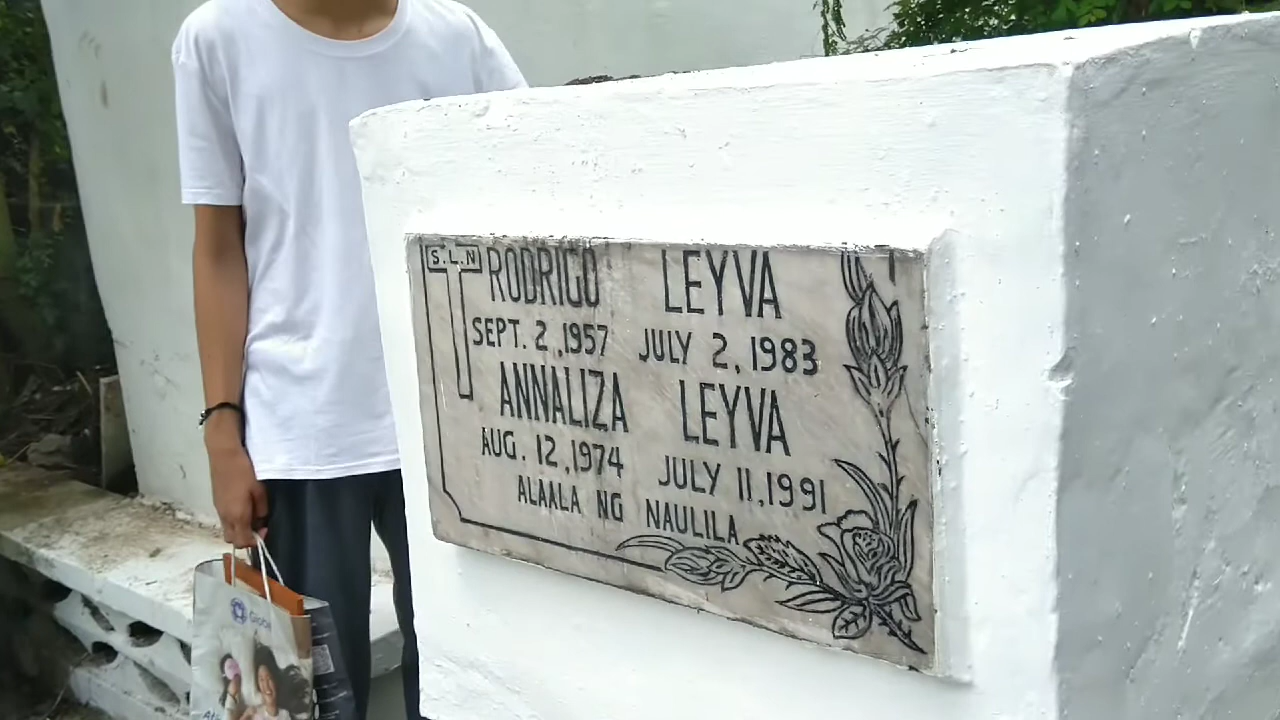 S.L.N
RODRIGO LEYVA
SEPT. 2,1957 JULY 2,1983
ANNALIZA LEYVA
AUG. 12,1974 JULY 11,1991
ALAALA NG NAULILA